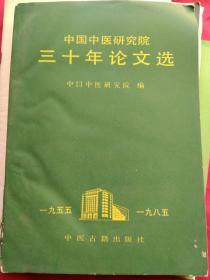 中国中医研究院
三十年论文选
中国中医研究院 编
一九五五
一九八五
中医古籍出版社